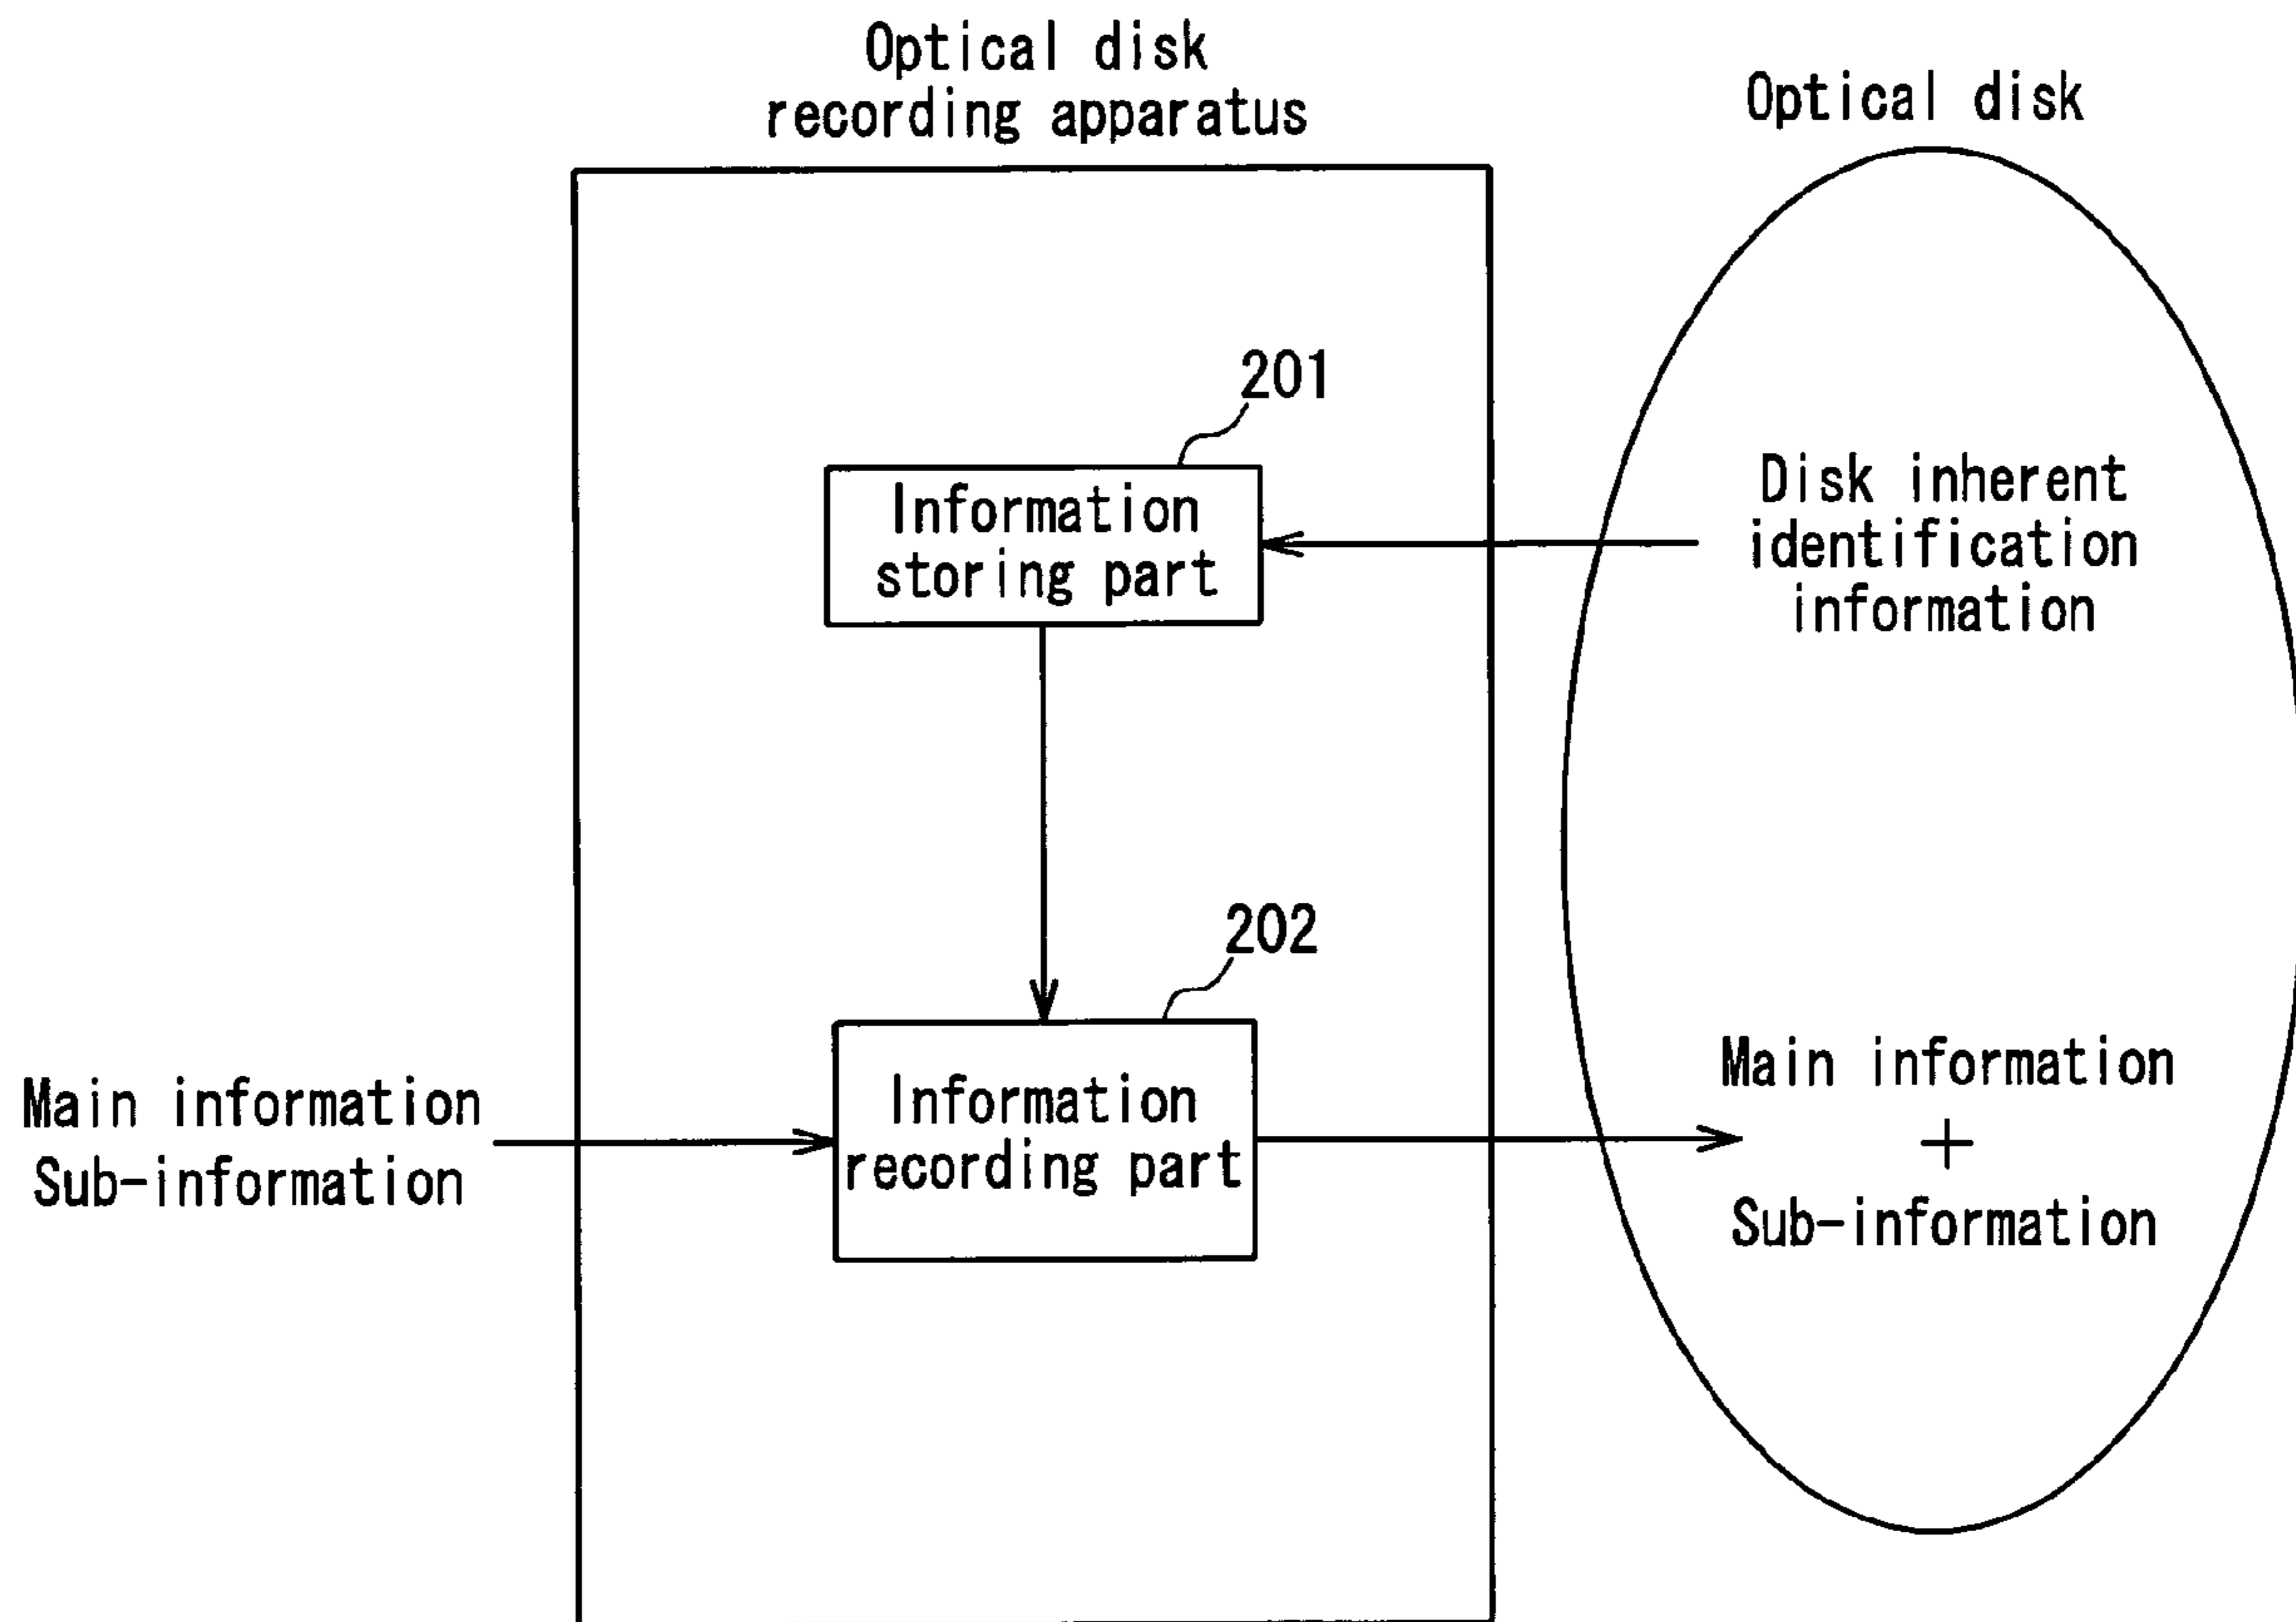 Optical disk
recording apparatus
Optical disk
201
Information
storing part
Disk inherent
identification
information
202
Main information
Sub-information
Information
recording part
Main information
+
Sub-information